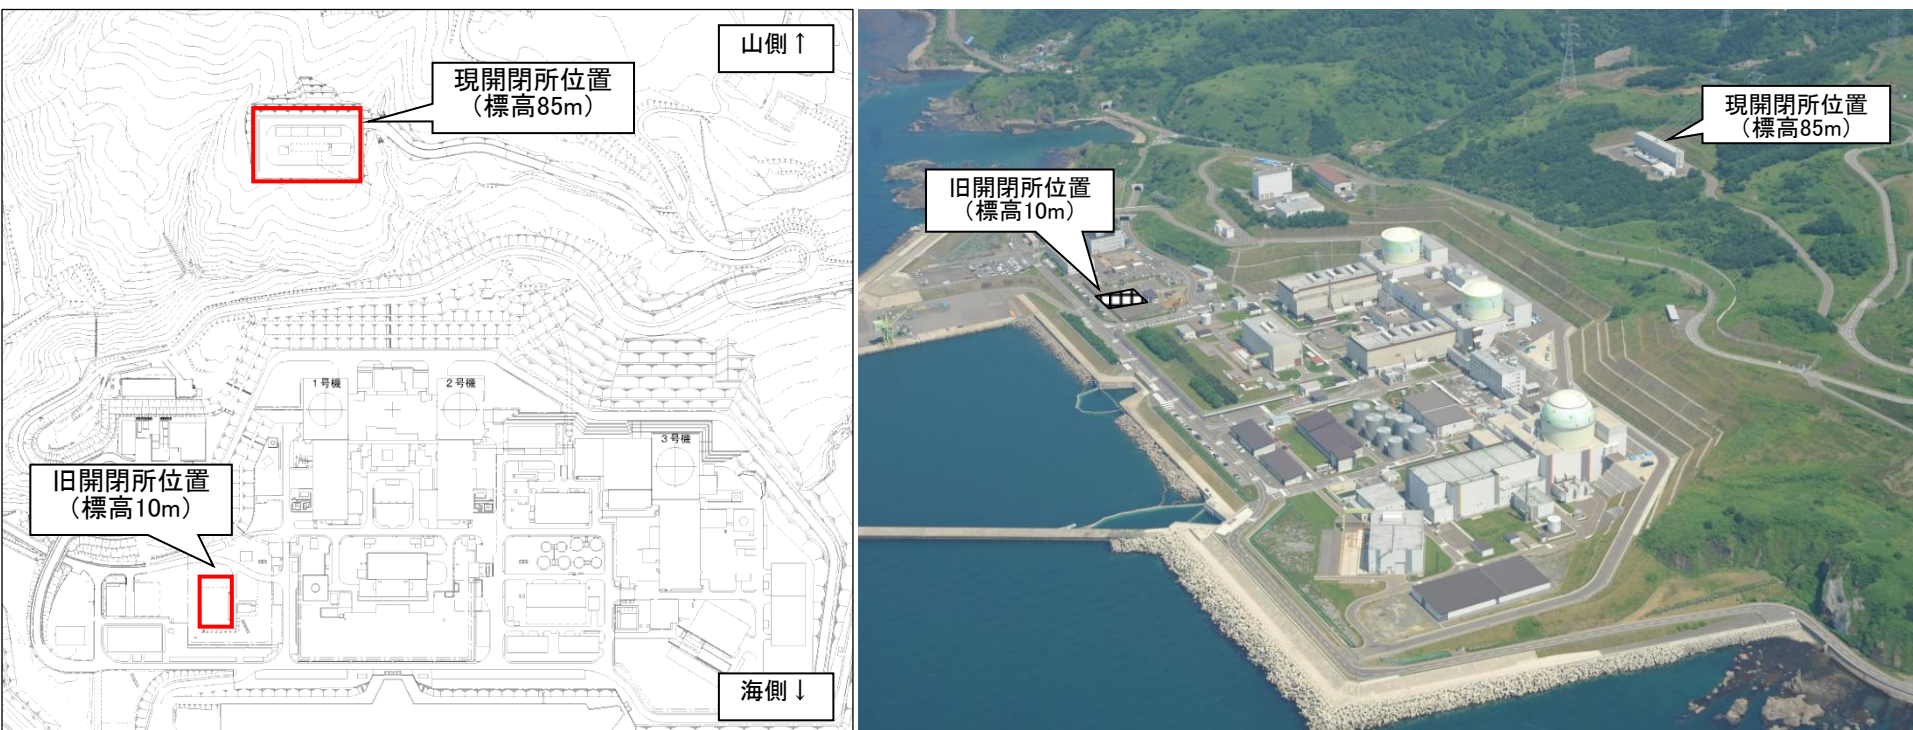 山側↑
現開閉所位置
(標高85m)
1号機
2号機
3号機
旧開閉所位置
(標高10m)
海側↓
現開閉所位置
(標高85m)
旧開閉所位置
(標高10m)